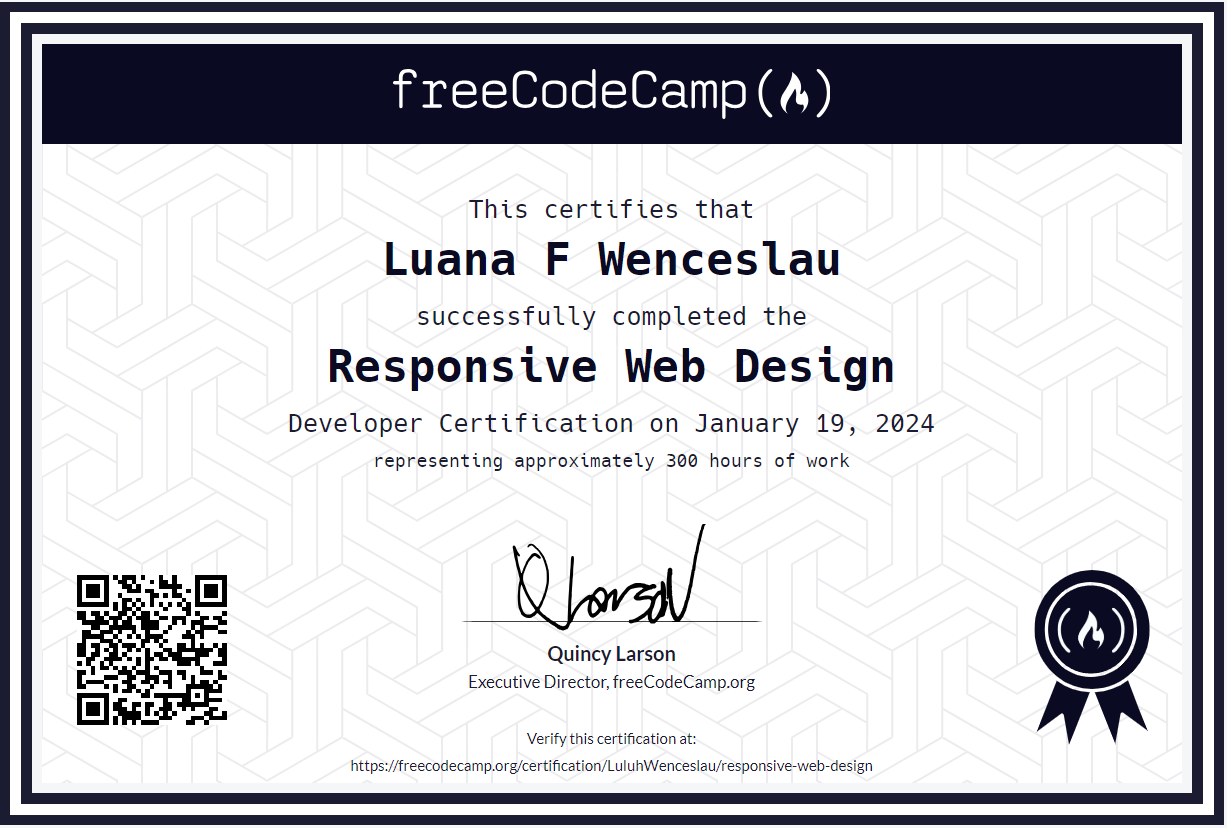 freeCodeCamp
This certifies that
Luana F Wenceslau
successfully completed the
Responsive Web Design
Developer Certification on January 19, 2024
representing approximately 300 hours of work
Q Larson
Quincy Larson
Executive Director, freeCodeCamp.org
Verify this certification at:
https://freecodecamp.org/certification/LuluhWenceslau/responsive-web-design